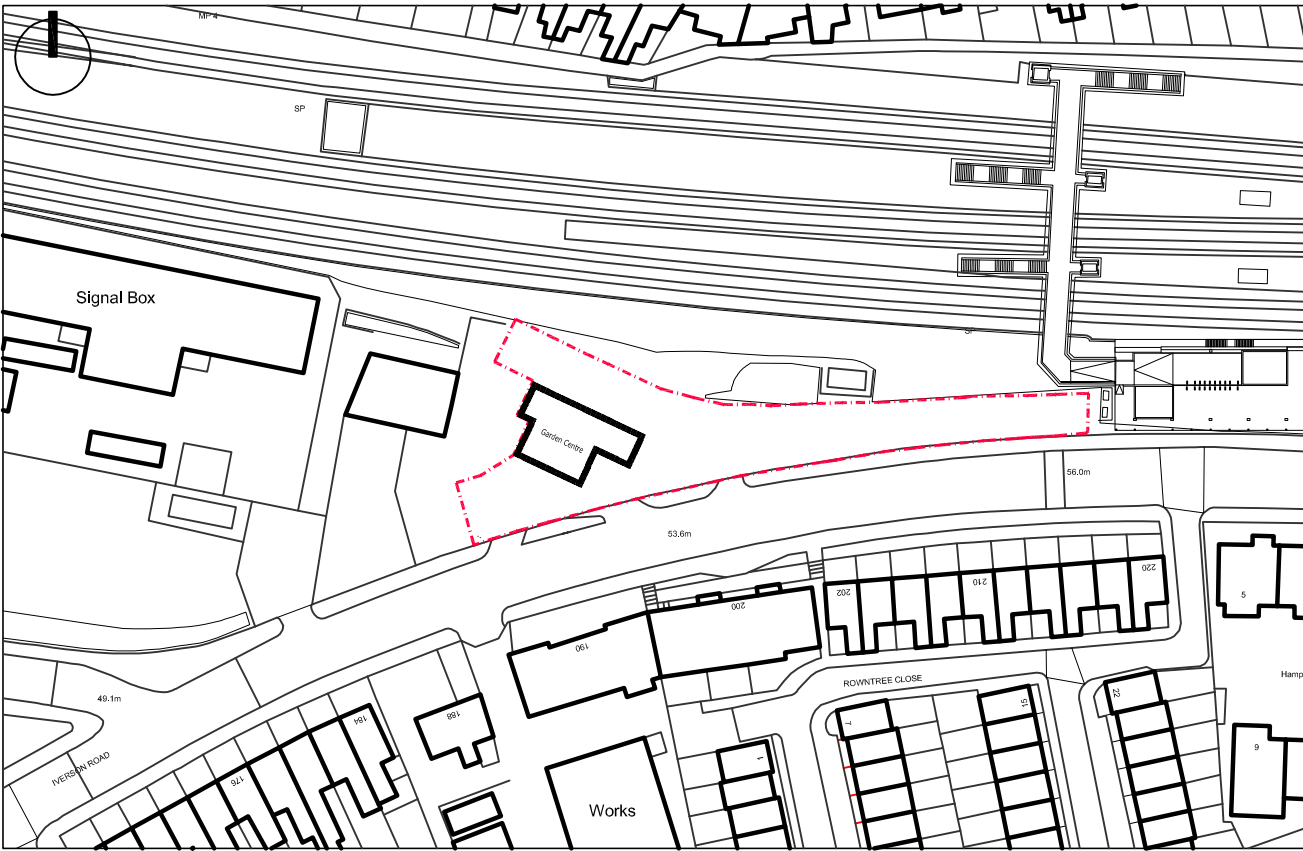 MP 4
SP
Signal Box
SP
Garden Centre
56.0m
53.6m
220
210
202
200
5
190
ROWNTREE CLOSE
Hamp
49.1m
22
15
7
188
184
9
1
IVERSON ROAD
176
Works